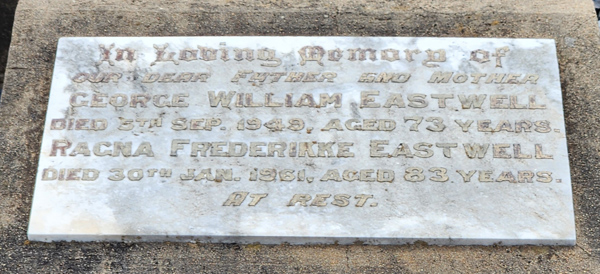 In Loving Memory of
OUR DEAR FATHER AND MOTHER
GEORGE WILLIAM EASTWELL
DIED 5TH SEP. 1949, AGED 73 YEARS.
RAGNA FREDERIKKE EASTWELL
DIED 30TH JAN. 1961, AGED 83 YEARS.
AT REST.